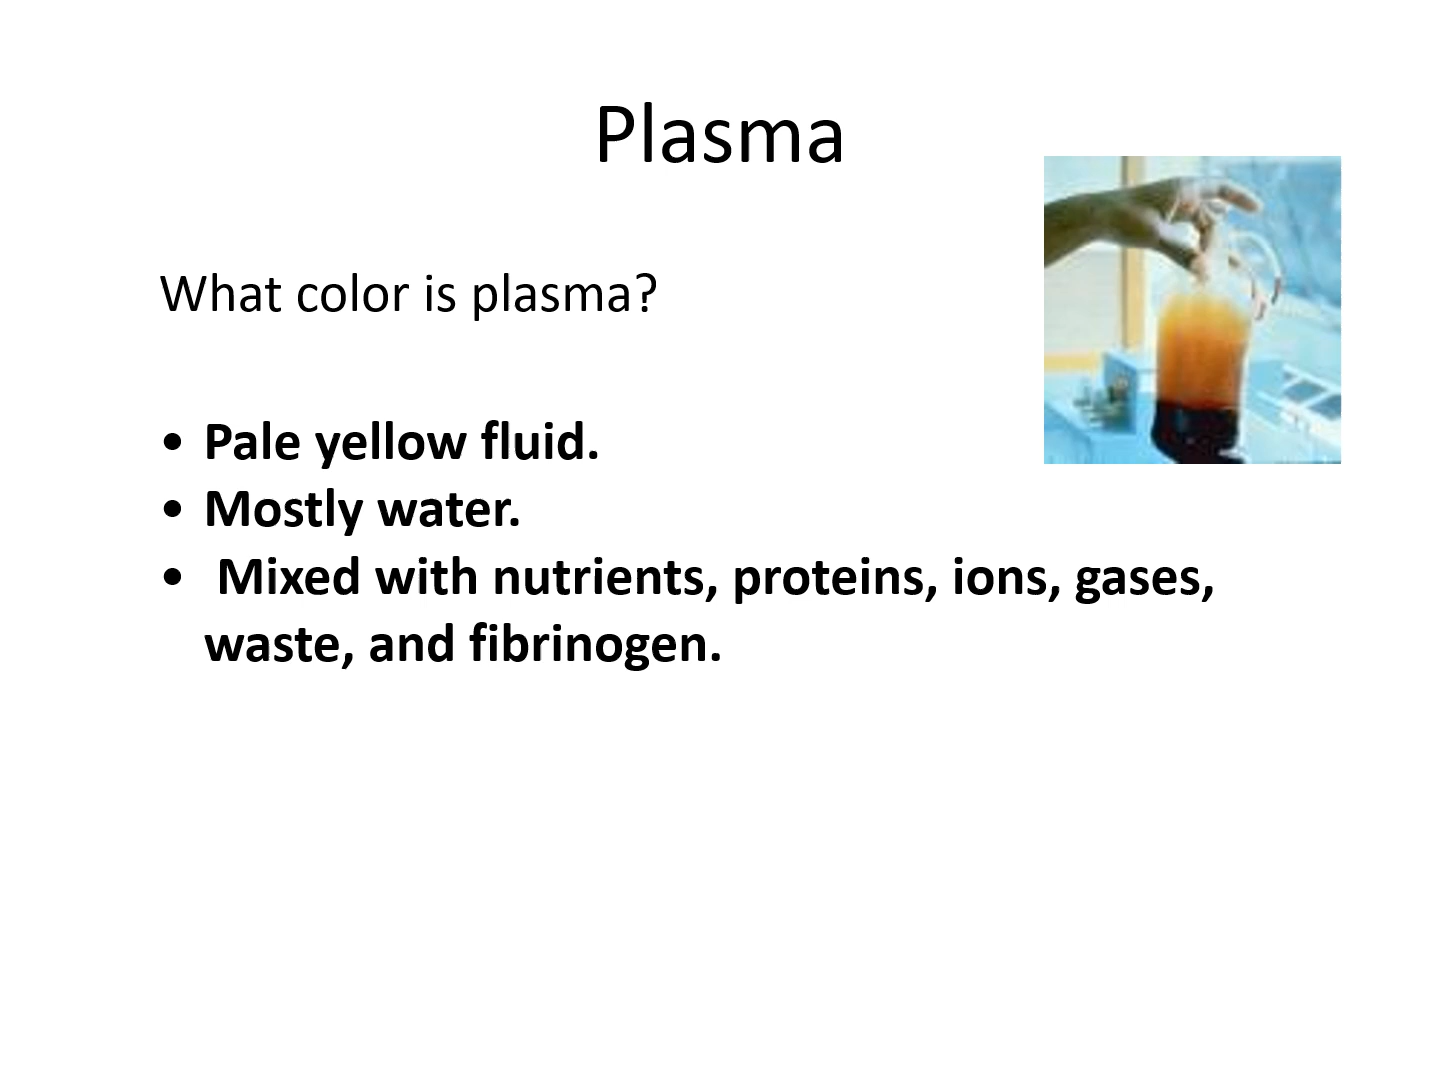 Plasma
What color is plasma?
• Pale yellow fluid.
• Mostly water.
• Mixed with nutrients, proteins, ions, gases,
waste, and fibrinogen.